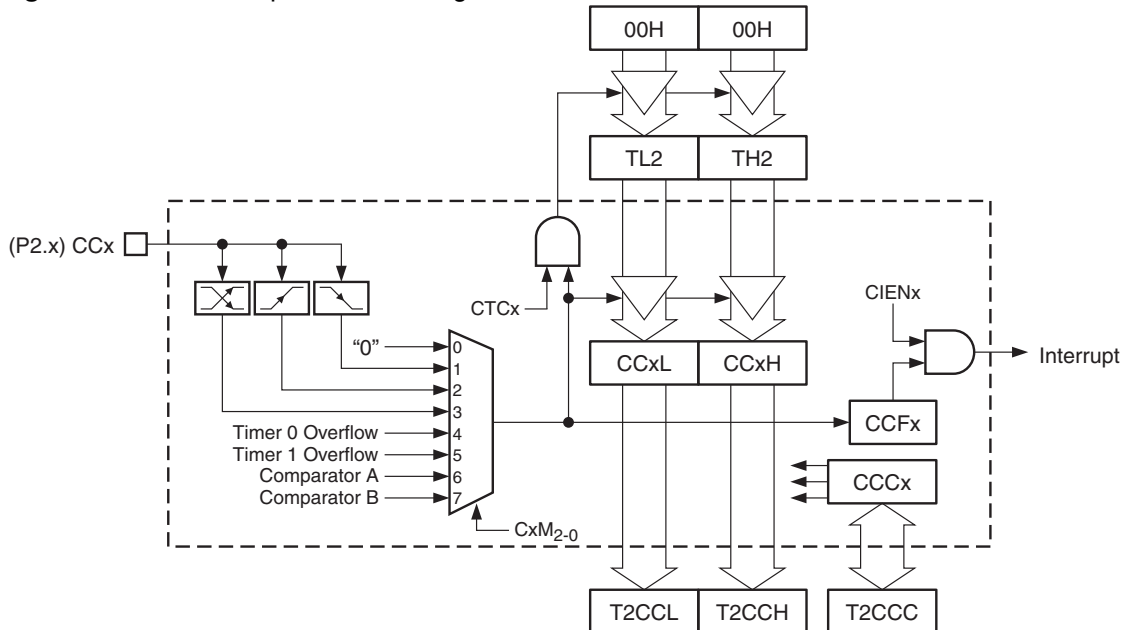 00H 00H
TL2 TH2
(P2.x) CCx
CTCx
CIENx
"0"
0
1
2
3
Timer 0 Overflow 4
Timer 1 Overflow 5
Comparator A 6
Comparator B 7
CxM2-0
CCxL CCxH
Interrupt
CCFx
CCCx
T2CCL T2CCH T2CCC